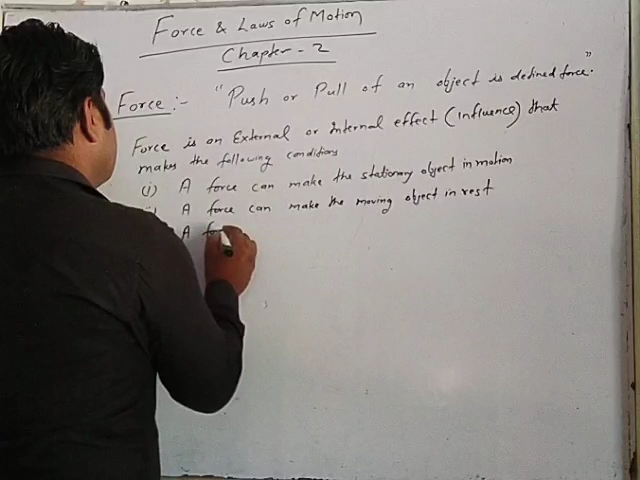 Force & Laws of Motion
Chapter - 2
Force :- "Push or Pull of an object is defined force."
Force is an External or internal effect (influence) that
makes the following conditions
(i) A force can make the stationary object in motion
A force can make the moving object in rest
A fo